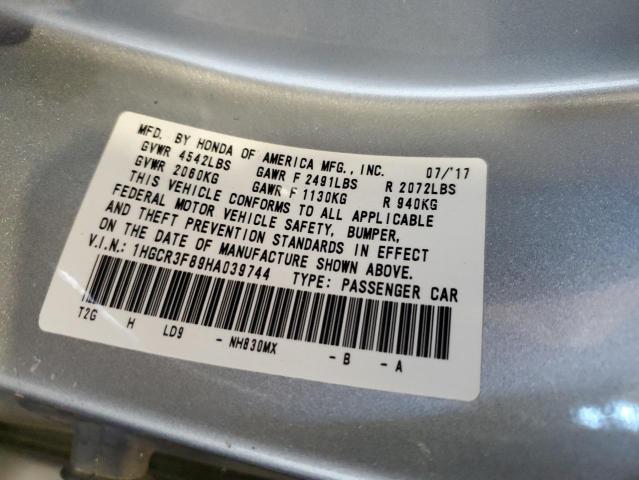 MFD. BY HONDA OF AMERICA MFG., INC. 07/'17
GVWR 4542LBS GAWR F 2491LBS R 2072LBS
GVWR 2060KG GAWR F 1130KG R 940KG
THIS VEHICLE CONFORMS TO ALL APPLICABLE
FEDERAL MOTOR VEHICLE SAFETY, BUMPER,
AND THEFT PREVENTION STANDARDS IN EFFECT
ON THE DATE OF MANUFACTURE SHOWN ABOVE.
V.I.N.: 1HGCR3F89HA039744 TYPE: PASSENGER CAR
T2G H LD9 - NH830MX - B - A